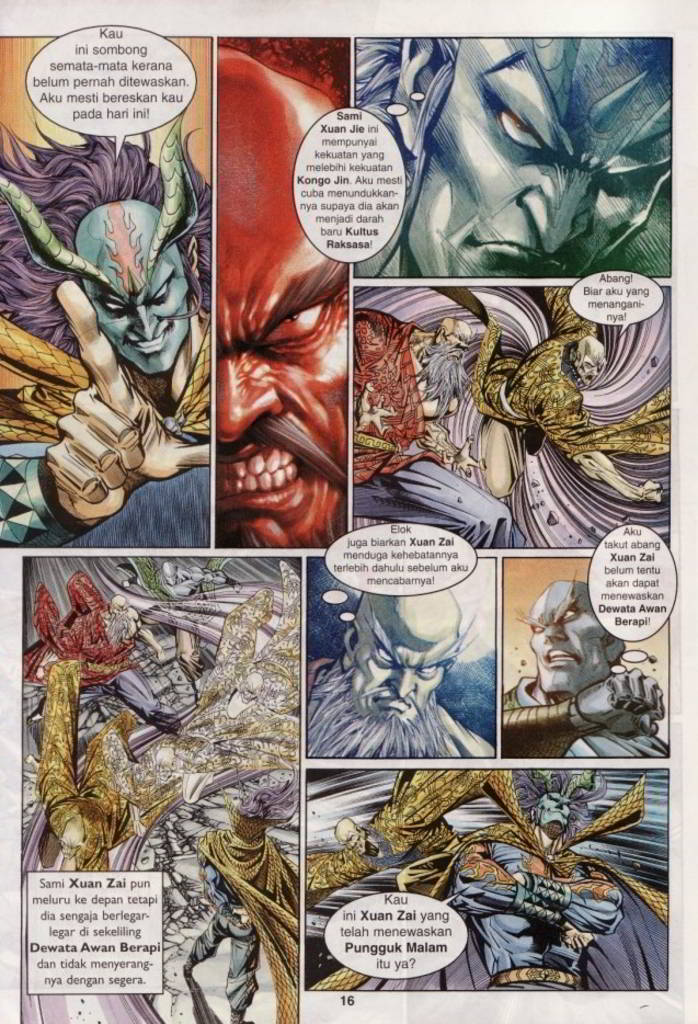 Kau
ini sombong
semata-mata kerana
belum pernah ditewaskan.
Aku mesti bereskan kau
pada hari ini!
Sami
Xuan Jie ini
mempunyai
kekuatan yang
melebihi kekuatan
Kongo Jin. Aku mesti
cuba menundukkan-
nya supaya dia akan
menjadi darah
baru Kultus
Raksasa!
Abang!
Biar aku yang
menangani-
nya!
Elok
juga biarkan Xuan Zai
menduga kehebatannya
terlebih dahulu sebelum aku
mencabarnya!
Aku
takut abang
Xuan Zai
belum tentu
akan dapat
menewaskan
Dewata Awan
Berapi!
Sami Xuan Zai pun
meluru ke depan tetapi
dia sengaja berlegar-
legar di sekeliling
Dewata Awan Berapi
dan tidak menyerang-
nya dengan segera.
Kau
ini Xuan Zai yang
telah menewaskan
Pungguk Malam
itu ya?
16